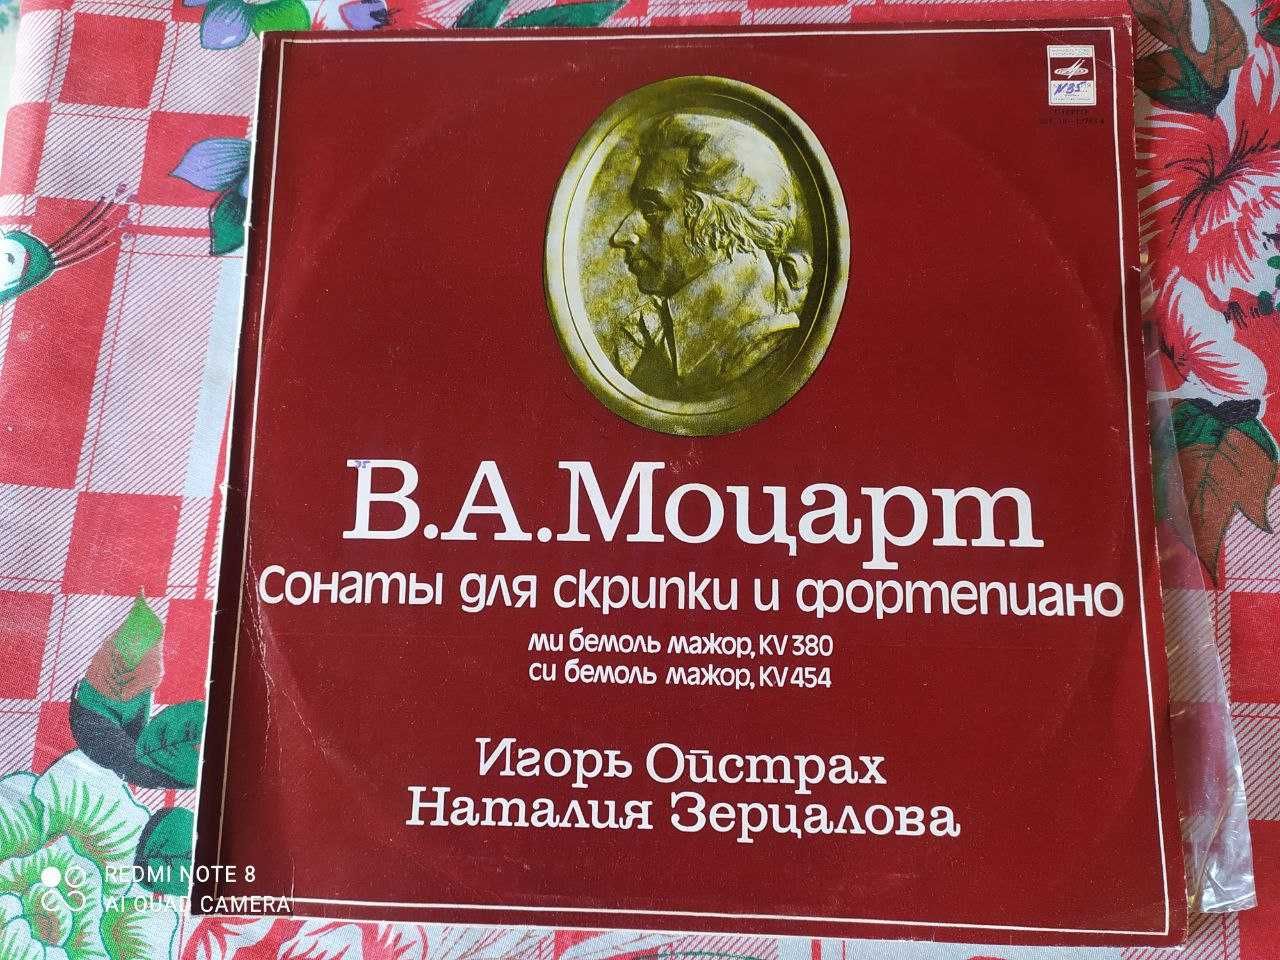 №35
В.А.Моцарт
Сонаты для скрипки и фортепиано
ми бемоль мажор, KV 380
си бемоль мажор, KV 454
Игорь Ойстрах
Наталия Зерцалова
REDMI NOTE 8
AI QUAD CAMERA